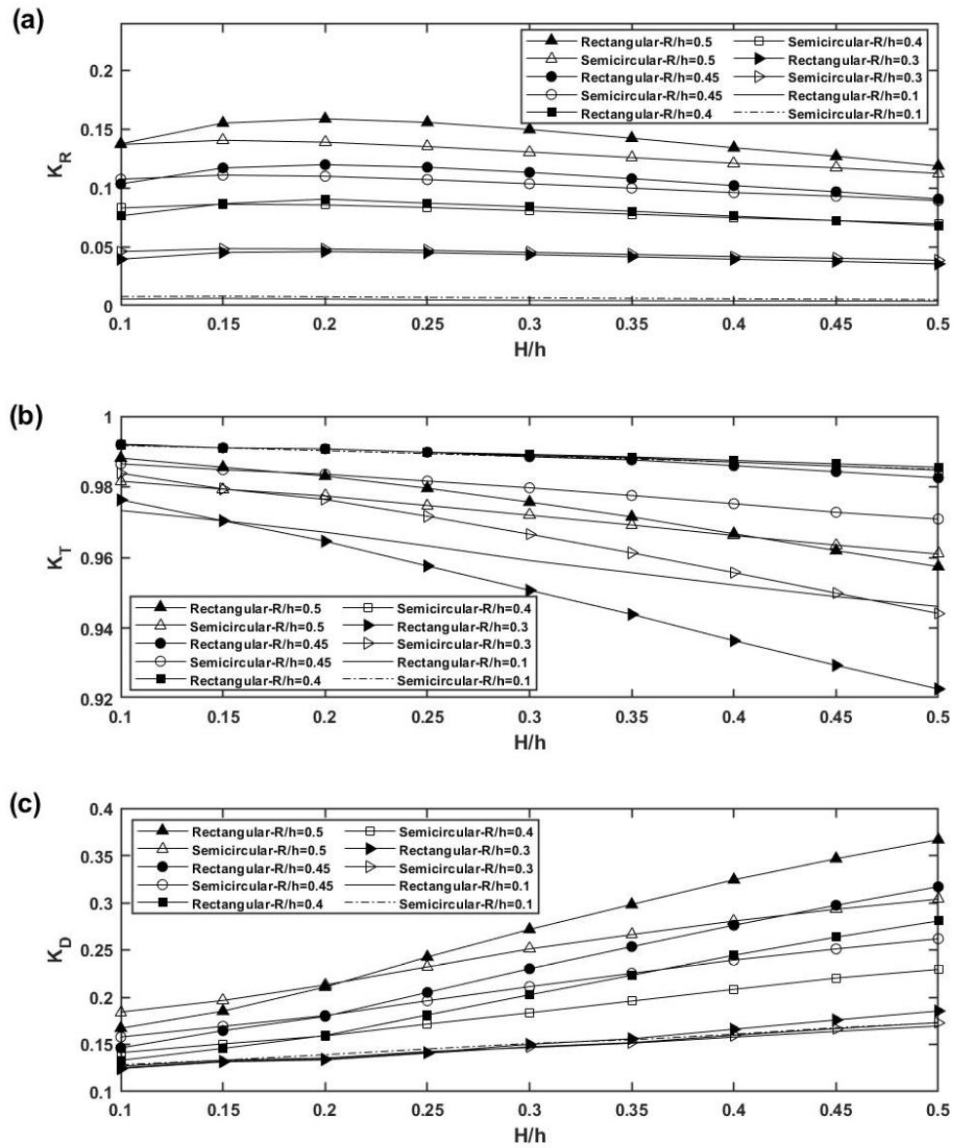 (a)
0.2
0.15
0.1
0.05
0
K_R
Rectangular-R/h=0.5
Semicircular-R/h=0.5
Rectangular-R/h=0.45
Semicircular-R/h=0.45
Rectangular-R/h=0.4
Semicircular-R/h=0.4
Rectangular-R/h=0.3
Semicircular-R/h=0.3
Rectangular-R/h=0.1
Semicircular-R/h=0.1
0.1 0.15 0.2 0.25 0.3 0.35 0.4 0.45 0.5
H/h
(b)
1
0.98
0.96
0.94
0.92
K_T
Rectangular-R/h=0.5
Semicircular-R/h=0.5
Rectangular-R/h=0.45
Semicircular-R/h=0.45
Rectangular-R/h=0.4
Semicircular-R/h=0.4
Rectangular-R/h=0.3
Semicircular-R/h=0.3
Rectangular-R/h=0.1
Semicircular-R/h=0.1
0.1 0.15 0.2 0.25 0.3 0.35 0.4 0.45 0.5
H/h
(c)
0.4
0.35
0.3
0.25
0.2
0.15
0.1
K_D
Rectangular-R/h=0.5
Semicircular-R/h=0.5
Rectangular-R/h=0.45
Semicircular-R/h=0.45
Rectangular-R/h=0.4
Semicircular-R/h=0.4
Rectangular-R/h=0.3
Semicircular-R/h=0.3
Rectangular-R/h=0.1
Semicircular-R/h=0.1
0.1 0.15 0.2 0.25 0.3 0.35 0.4 0.45 0.5
H/h